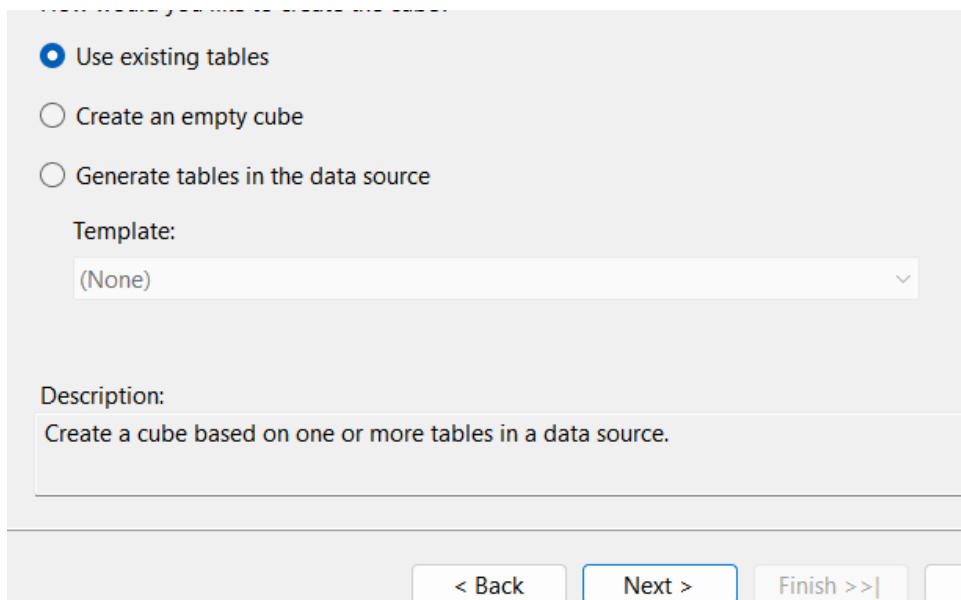 Use existing tables
Create an empty cube
Generate tables in the data source
Template:
(None)
Description:
Create a cube based on one or more tables in a data source.
< Back Next > Finish >>|